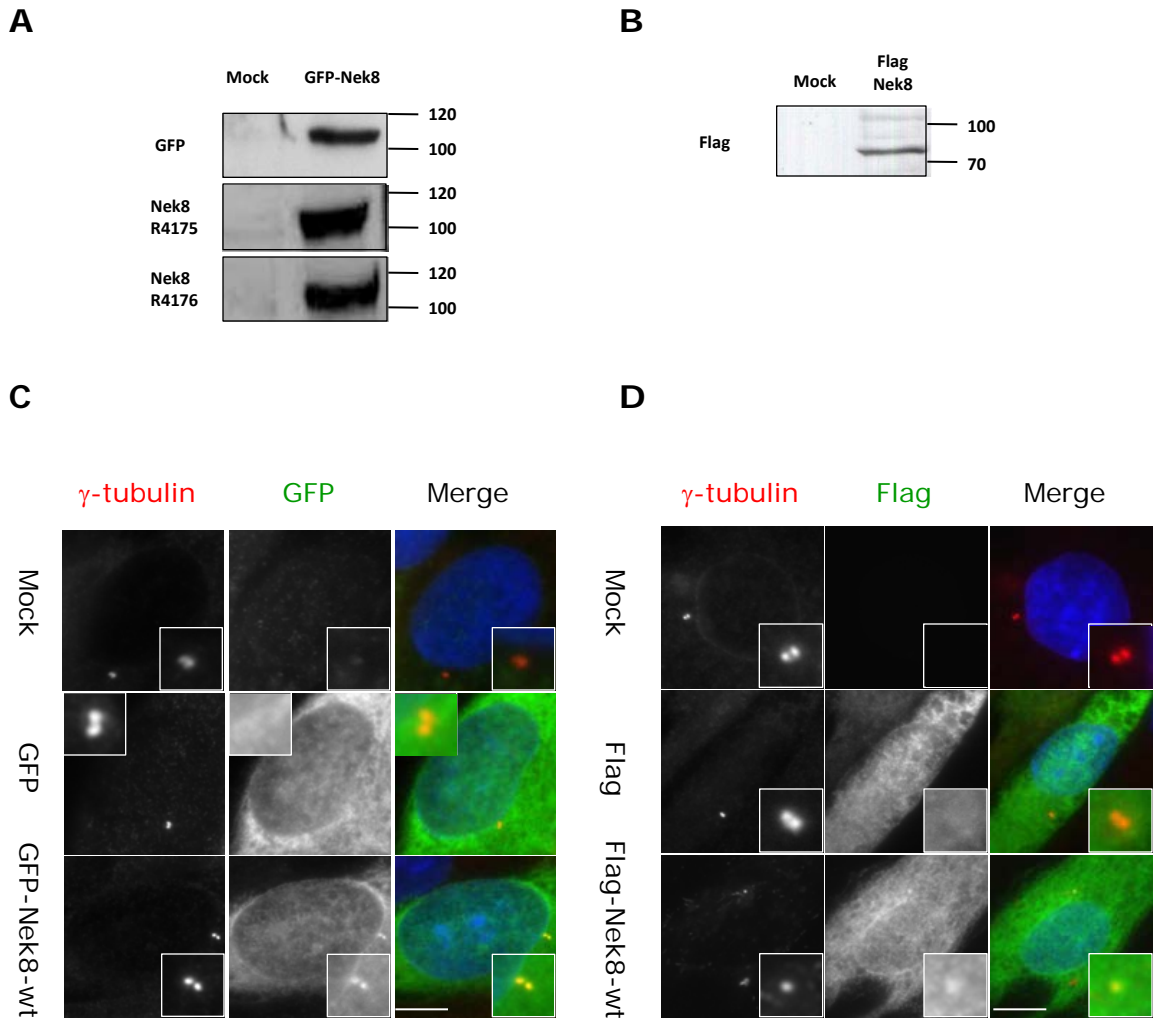 A
Mock GFP-Nek8
GFP
120
100
Nek8
R4175
120
100
Nek8
R4176
120
100
B
Mock
Flag
Nek8
Flag
100
70
C
γ-tubulin GFP Merge
Mock
GFP
GFP-Nek8-wt
D
γ-tubulin Flag Merge
Mock
Flag
Flag-Nek8-wt